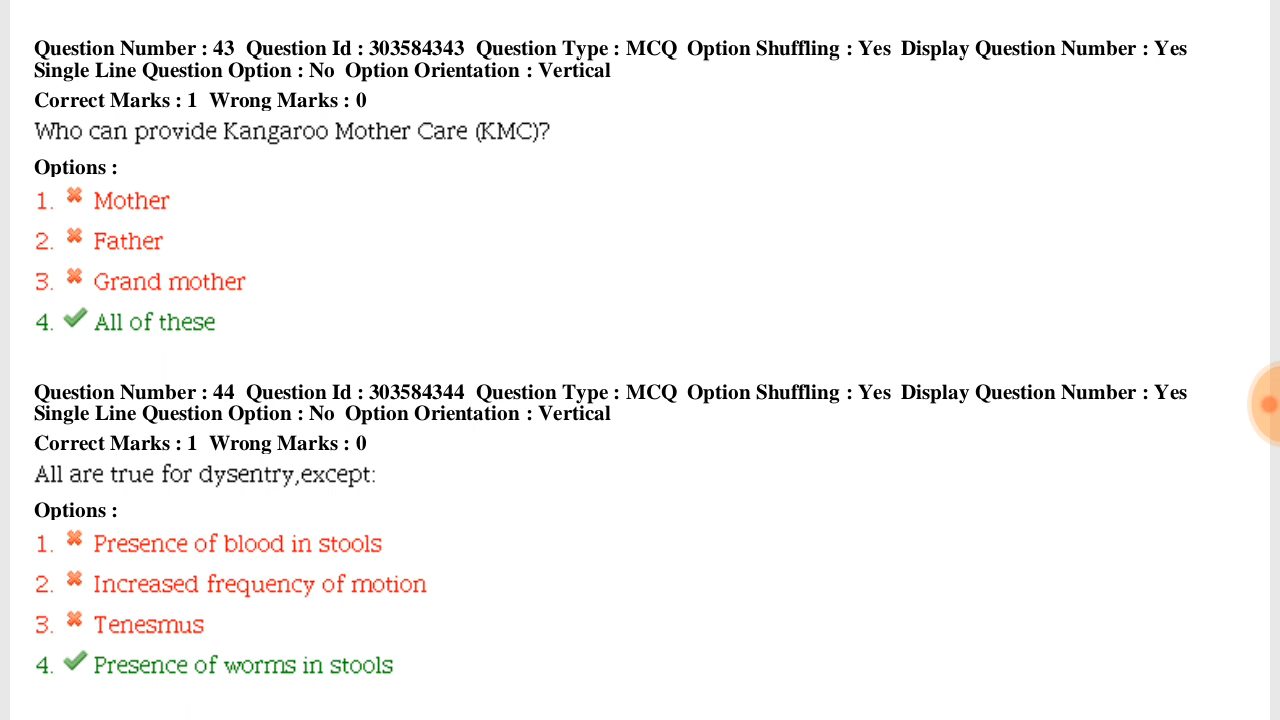 Question Number : 43 Question Id : 303584343 Question Type : MCQ Option Shuffling : Yes Display Question Number : Yes
Single Line Question Option : No Option Orientation : Vertical
Correct Marks : 1 Wrong Marks : 0
Who can provide Kangaroo Mother Care (KMC)?
Options :
1. Mother
2. Father
3. Grand mother
4. All of these
Question Number : 44 Question Id : 303584344 Question Type : MCQ Option Shuffling : Yes Display Question Number : Yes
Single Line Question Option : No Option Orientation : Vertical
Correct Marks : 1 Wrong Marks : 0
All are true for dysentry,except:
Options :
1. Presence of blood in stools
2. Increased frequency of motion
3. Tenesmus
4. Presence of worms in stools